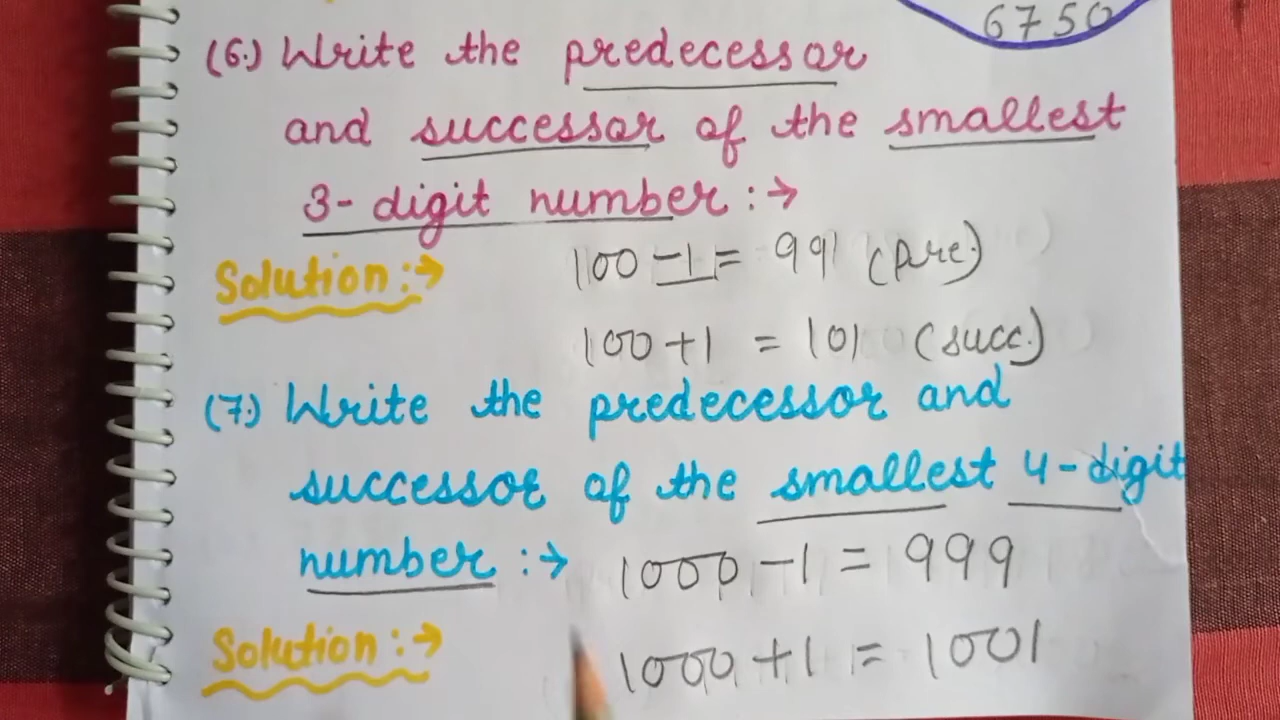 6750
(6.) Write the predecessor
and successor of the smallest
3-digit number :→
Solution :→ 100 - 1 = 99 (pre.)
100 + 1 = 101 (succ.)
(7.) Write the predecessor and
successor of the smallest 4-digit
number :→ 1000 - 1 = 999
Solution :→ 1000 + 1 = 1001